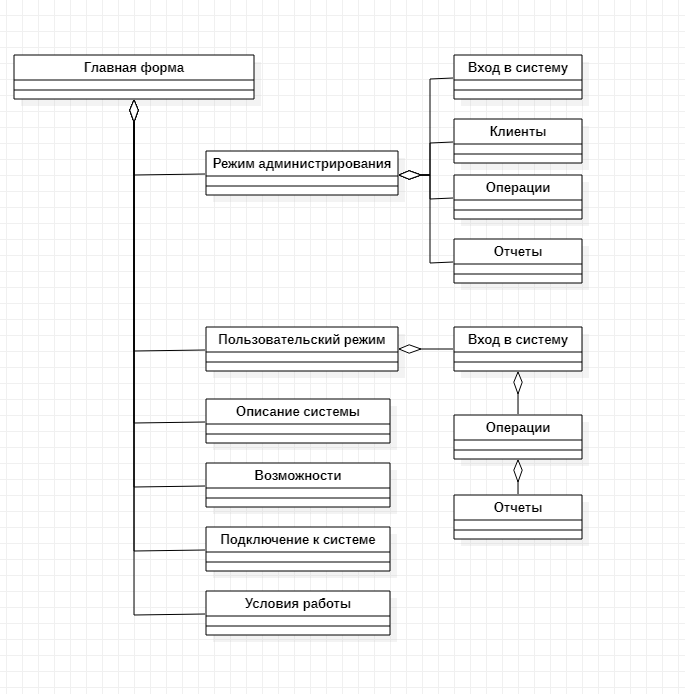 Главная форма
Вход в систему
Клиенты
Режим администрирования
Операции
Отчеты
Пользовательский режим
Вход в систему
Описание системы
Операции
Возможности
Отчеты
Подключение к системе
Условия работы